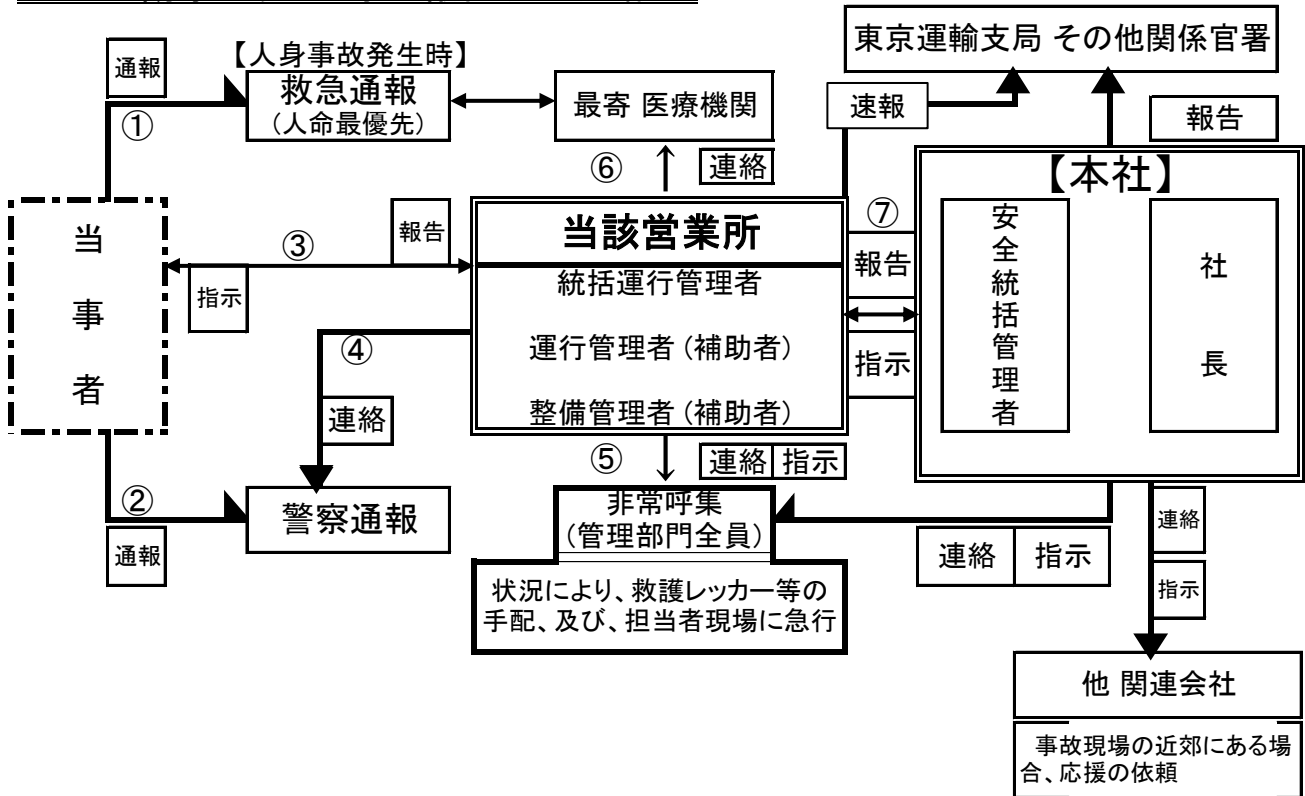 通報
【人身事故発生時】
救急通報
(人命最優先)
①
最寄 医療機関
東京運輸支局 その他関係官署
速報
報告
⑥
連絡
【本社】
安全統括管理者
社長
当事者
③
報告
指示
当該営業所
統括運行管理者
運行管理者 (補助者)
整備管理者 (補助者)
⑦
報告
指示
④
連絡
②
通報
警察通報
⑤
連絡 指示
非常呼集
(管理部門全員)
状況により、救護レッカー等の
手配、及び、担当者現場に急行
連絡 指示
連絡
指示
他 関連会社
事故現場の近郊にある場
合、応援の依頼